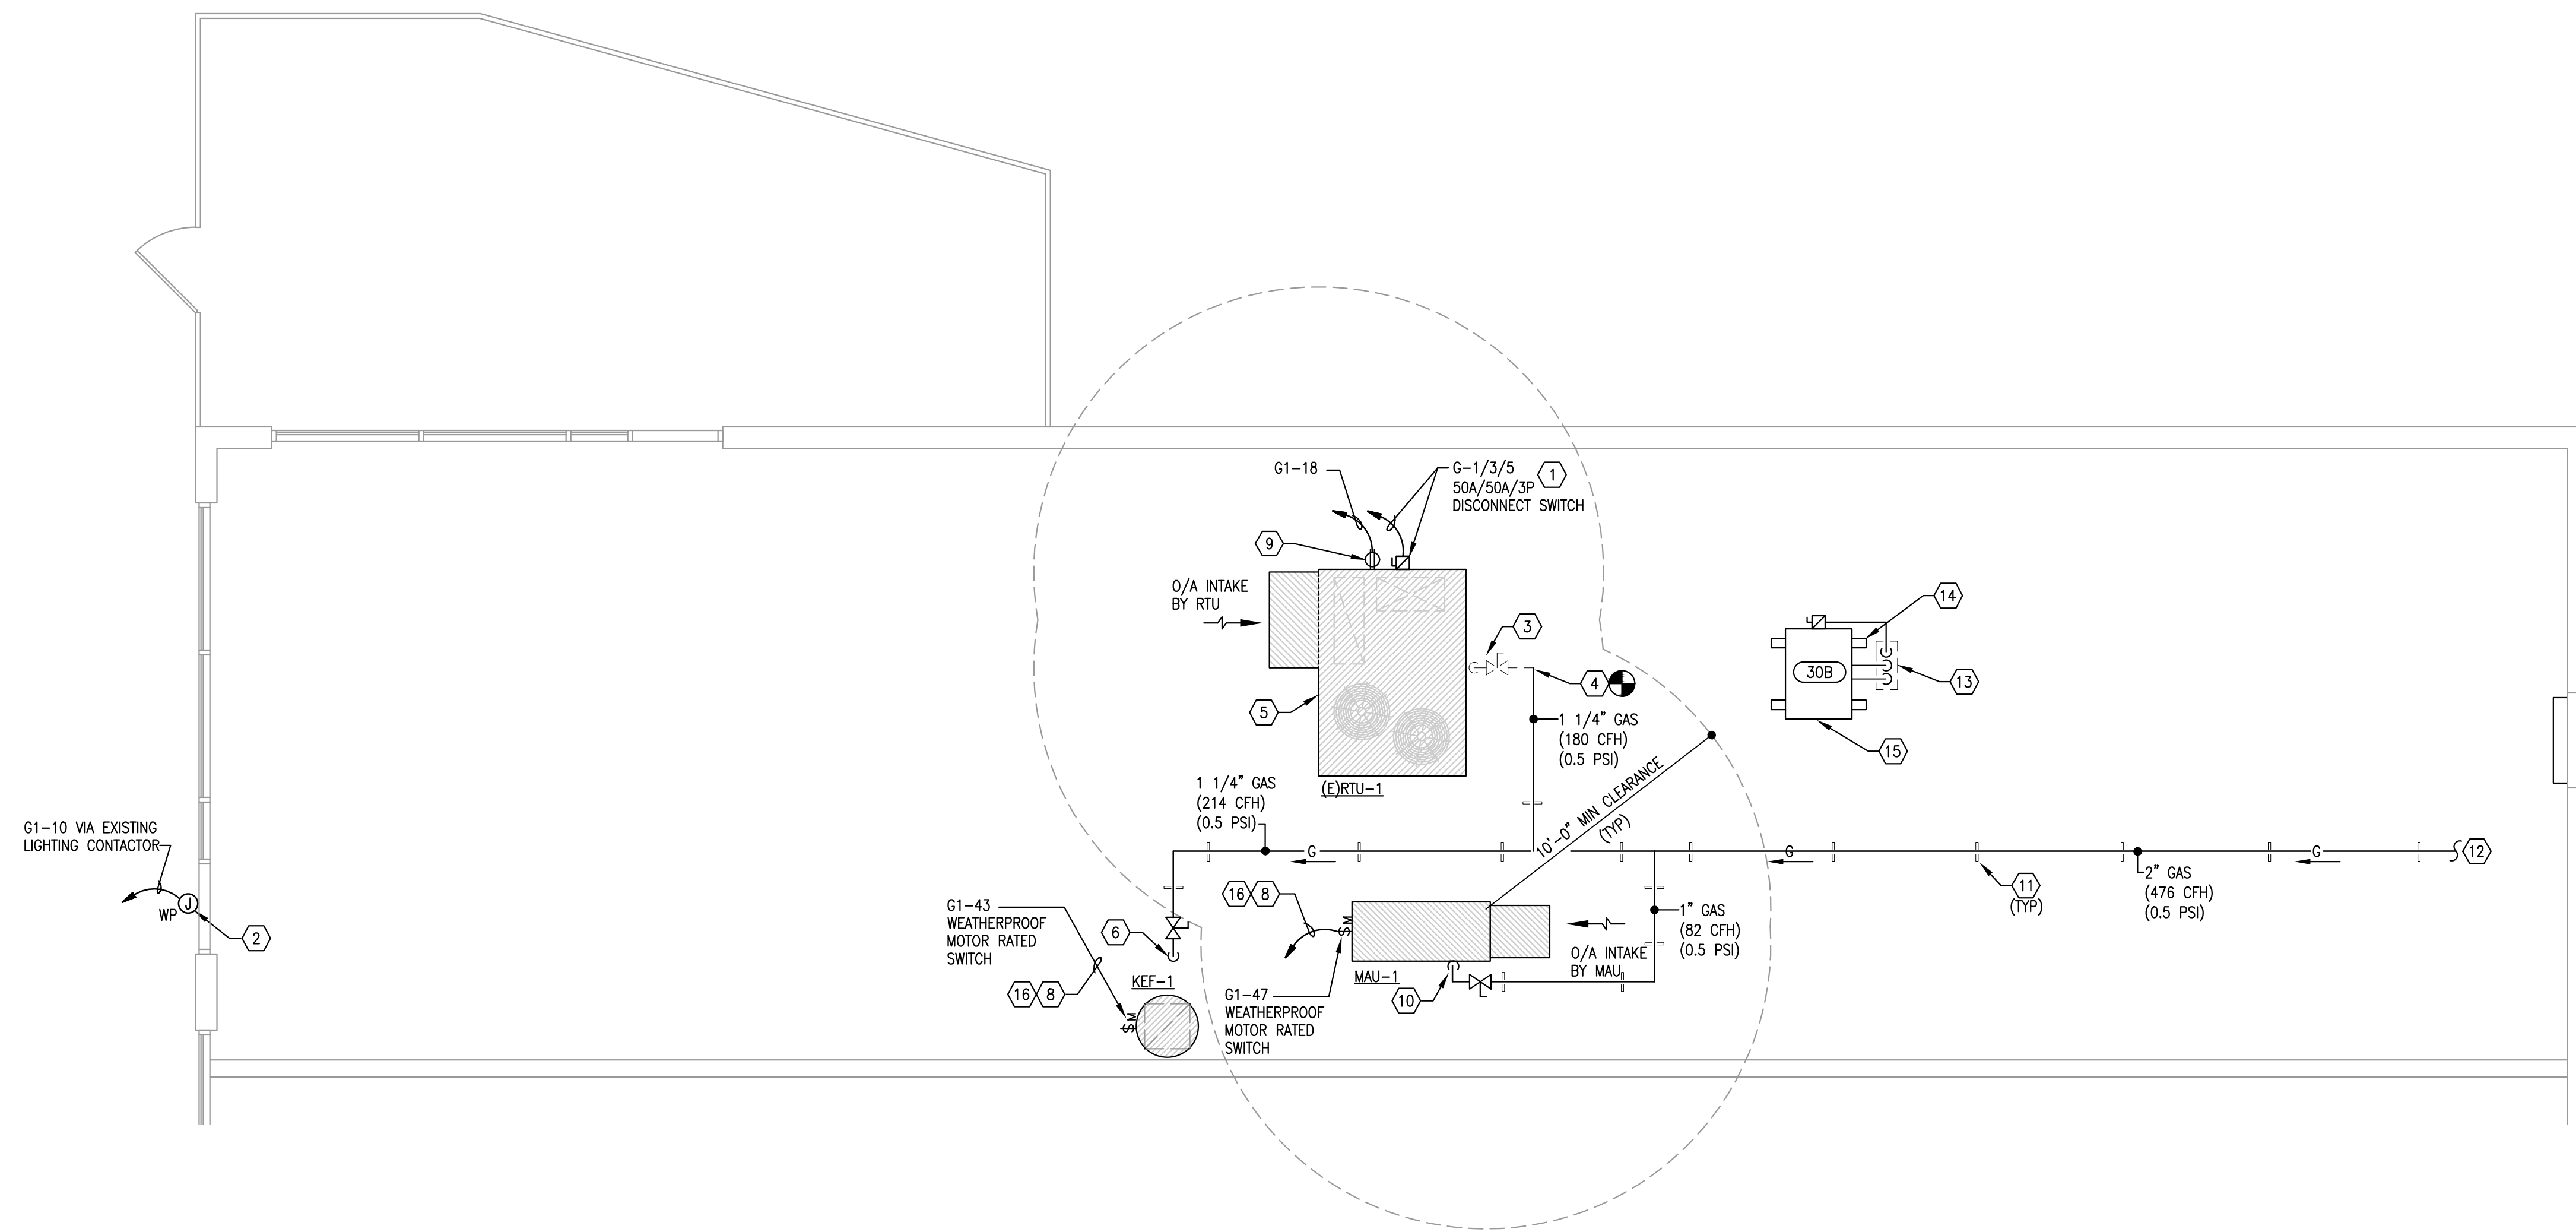 G1-18
G-1/3/5
50A/50A/3P
DISCONNECT SWITCH
1
9
O/A INTAKE
BY RTU
3
4
5
(E)RTU-1
1 1/4" GAS
(180 CFH)
(0.5 PSI)
14
30B
13
15
1 1/4" GAS
(214 CFH)
(0.5 PSI)
10'-0" MIN CLEARANCE
(TYP)
G1-10 VIA EXISTING
LIGHTING CONTACTOR
WP
J
2
G
G
G
12
11
(TYP)
2" GAS
(476 CFH)
(0.5 PSI)
G1-43
WEATHERPROOF
MOTOR RATED
SWITCH
6
16
8
KEF-1
S M
16
8
S M
G1-47
WEATHERPROOF
MOTOR RATED
SWITCH
MAU-1
10
O/A INTAKE
BY MAU
1" GAS
(82 CFH)
(0.5 PSI)